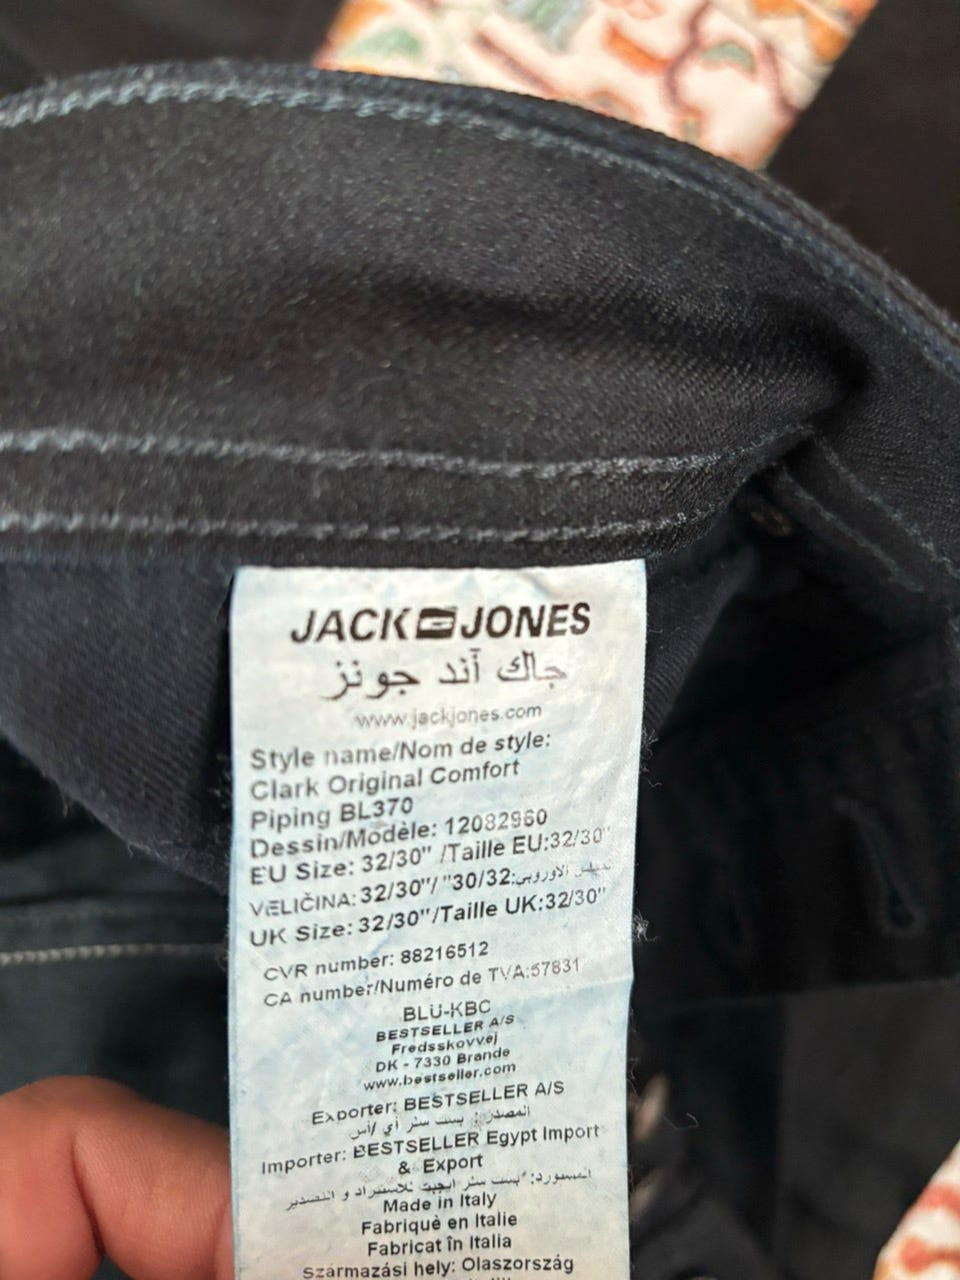 JACK JONES
جاك آند جونز
www.jackjones.com
Style name/Nom de style:
Clark Original Comfort
Piping BL370
Dessin/Modèle: 12082960
EU Size: 32/30" /Taille EU:32/30"
VELIČINA: 32/30"/ "30/32:الاوروبي
UK Size: 32/30"/Taille UK:32/30"
CVR number: 88216512
CA number/Numéro de TVA:57831
BLU-KBC
BESTSELLER A/S
Fredsskovvej
DK - 7330 Brande
www.bestseller.com
Exporter: BESTSELLER A/S
المصدر: بست سلر أي /أس
Importer: BESTSELLER Egypt Import
& Export
المستورد: بست سلر ايجبت للاستيراد و التصدير
Made in Italy
Fabriquè en Italie
Fabricat în Italia
Származási hely: Olaszország